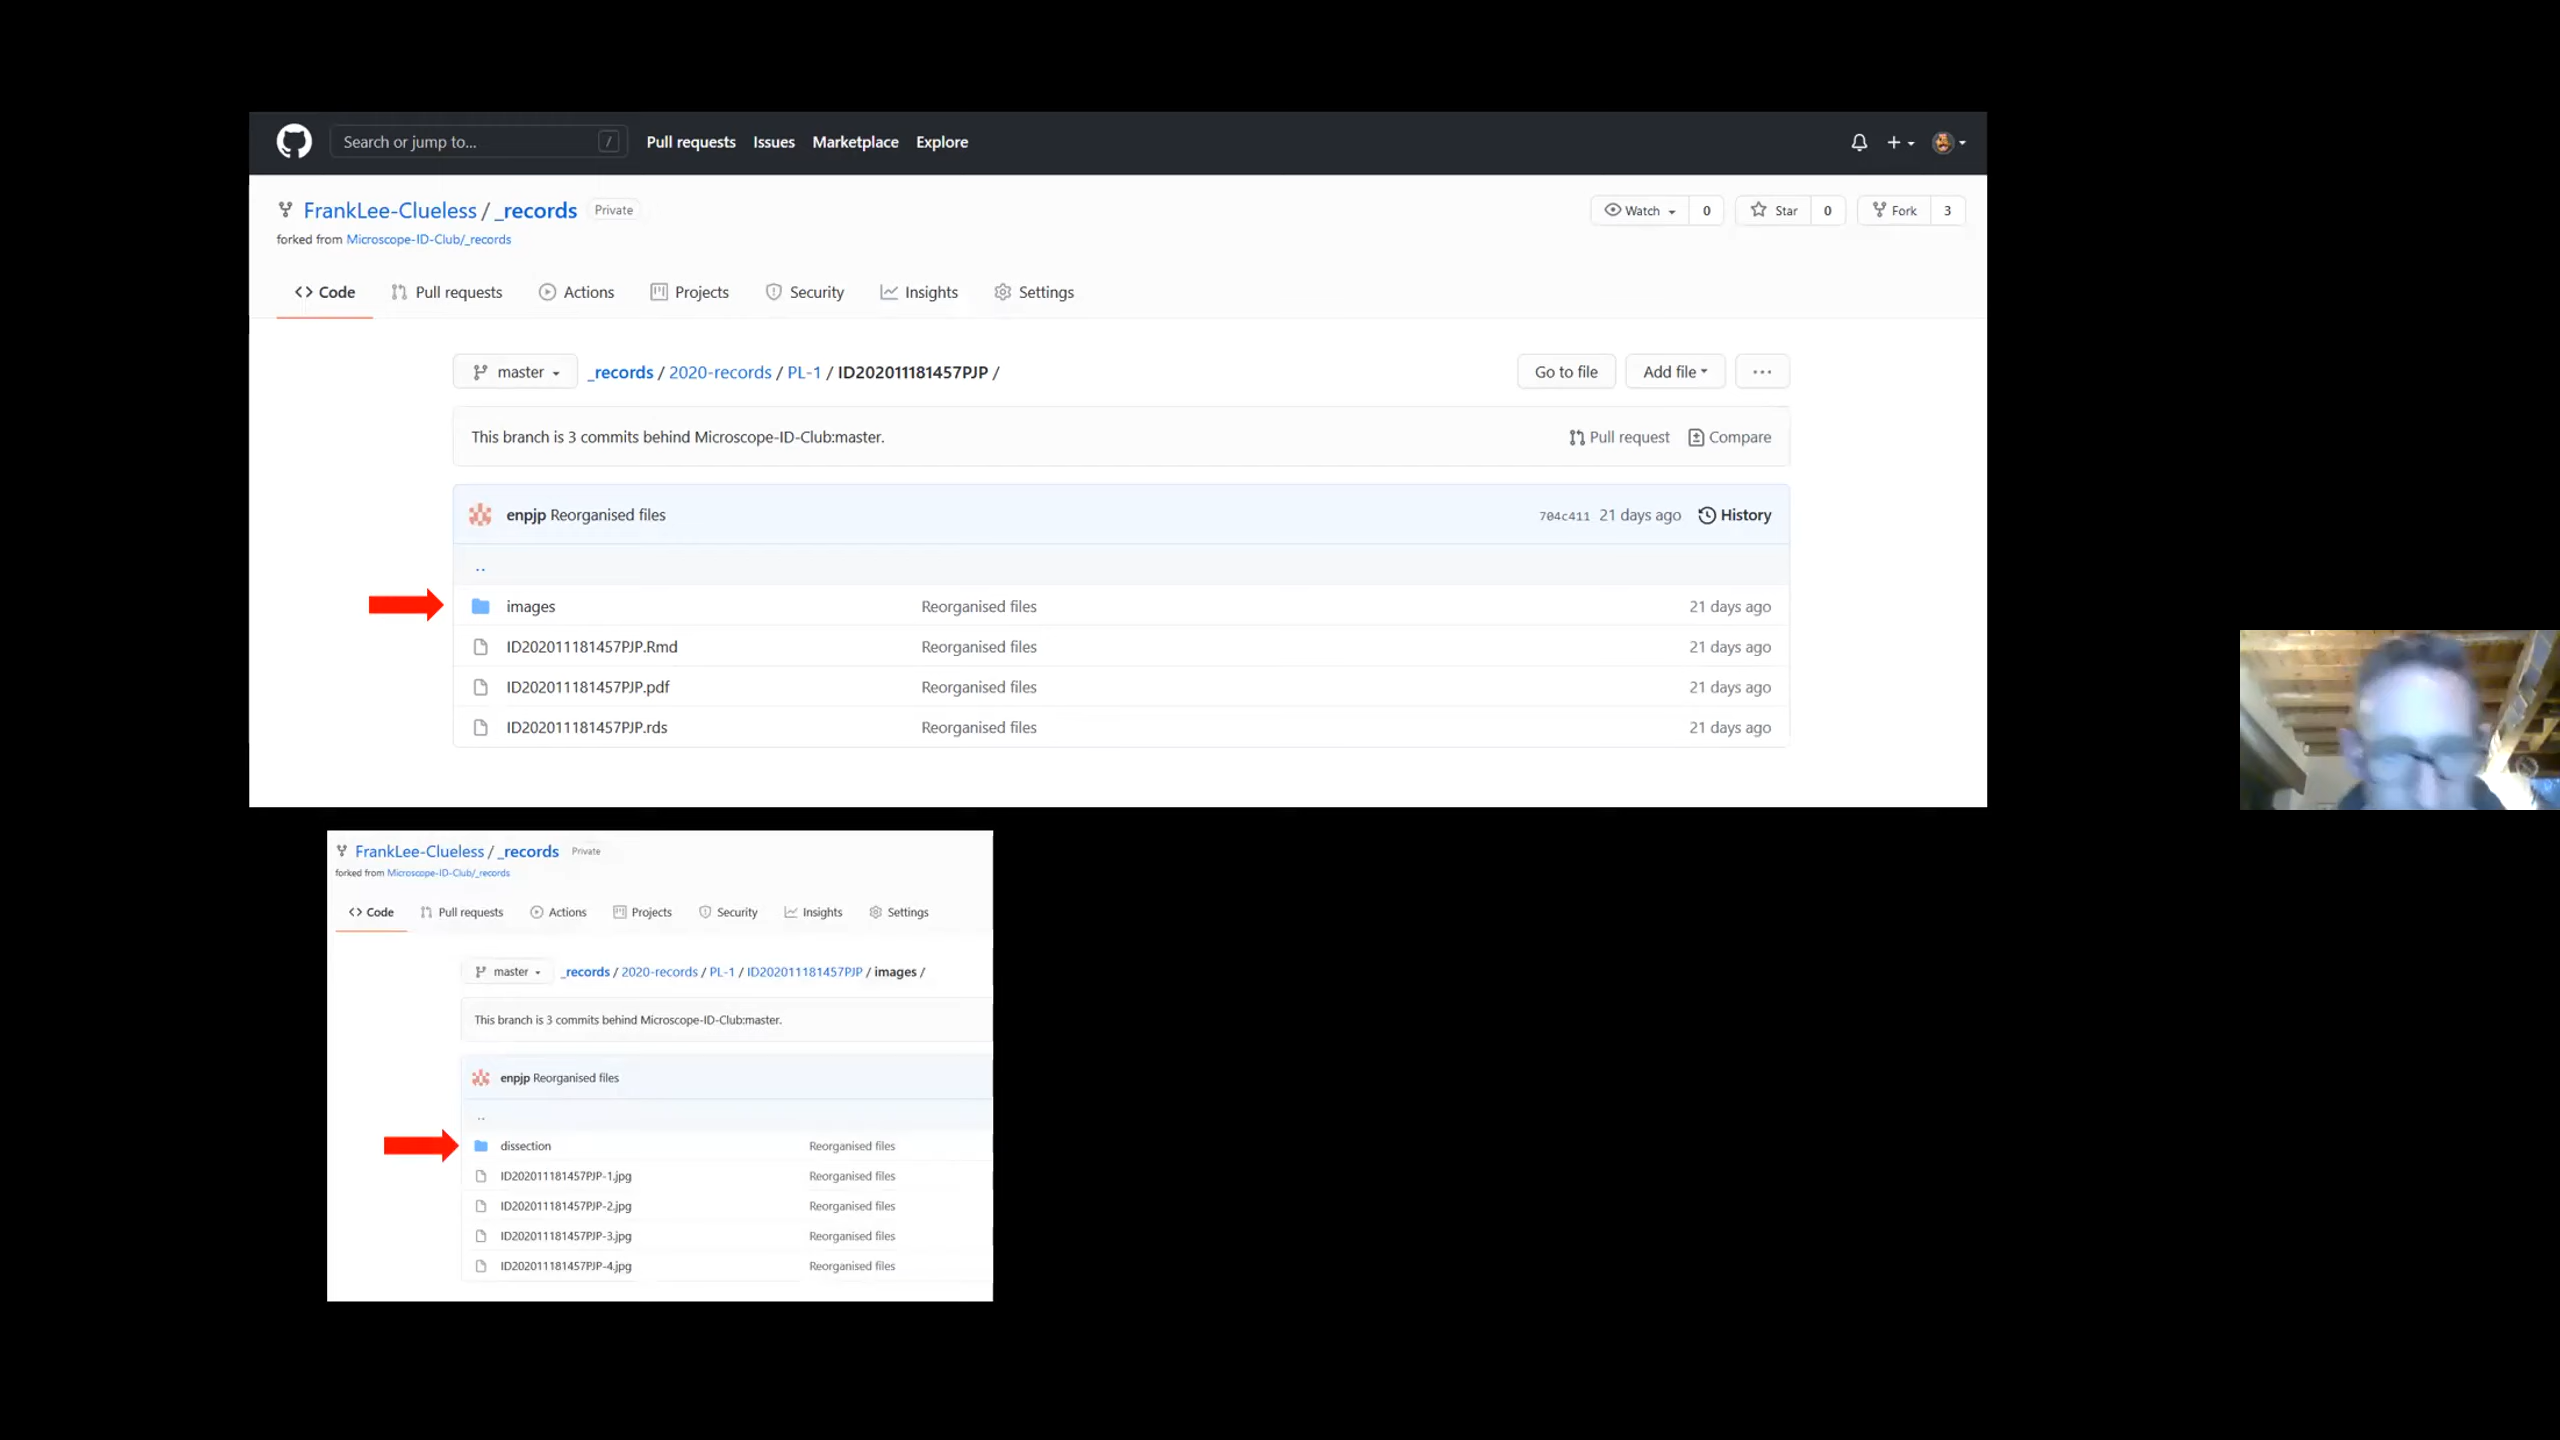 Search or jump to... /
Pull requests Issues Marketplace Explore
FrankLee-Clueless / _records Private
Watch 0 Star 0 Fork 3
forked from Microscope-ID-Club/_records
Code Pull requests Actions Projects Security Insights Settings
master _records / 2020-records / PL-1 / ID202011181457PJP /
Go to file Add file ...
This branch is 3 commits behind Microscope-ID-Club:master.
Pull request Compare
enpjp Reorganised files 704c411 21 days ago History
..
images Reorganised files 21 days ago
ID202011181457PJP.Rmd Reorganised files 21 days ago
ID202011181457PJP.pdf Reorganised files 21 days ago
ID202011181457PJP.rds Reorganised files 21 days ago
FrankLee-Clueless / _records Private
forked from Microscope-ID-Club/_records
Code Pull requests Actions Projects Security Insights Settings
master _records / 2020-records / PL-1 / ID202011181457PJP / images /
This branch is 3 commits behind Microscope-ID-Club:master.
enpjp Reorganised files
..
dissection Reorganised files
ID202011181457PJP-1.jpg Reorganised files
ID202011181457PJP-2.jpg Reorganised files
ID202011181457PJP-3.jpg Reorganised files
ID202011181457PJP-4.jpg Reorganised files